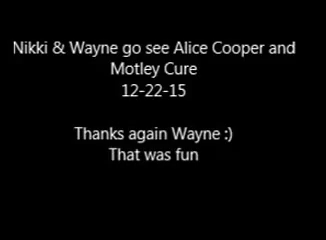 Nikki & Wayne go see Alice Cooper and
Motley Cure
12-22-15
Thanks again Wayne :)
That was fun